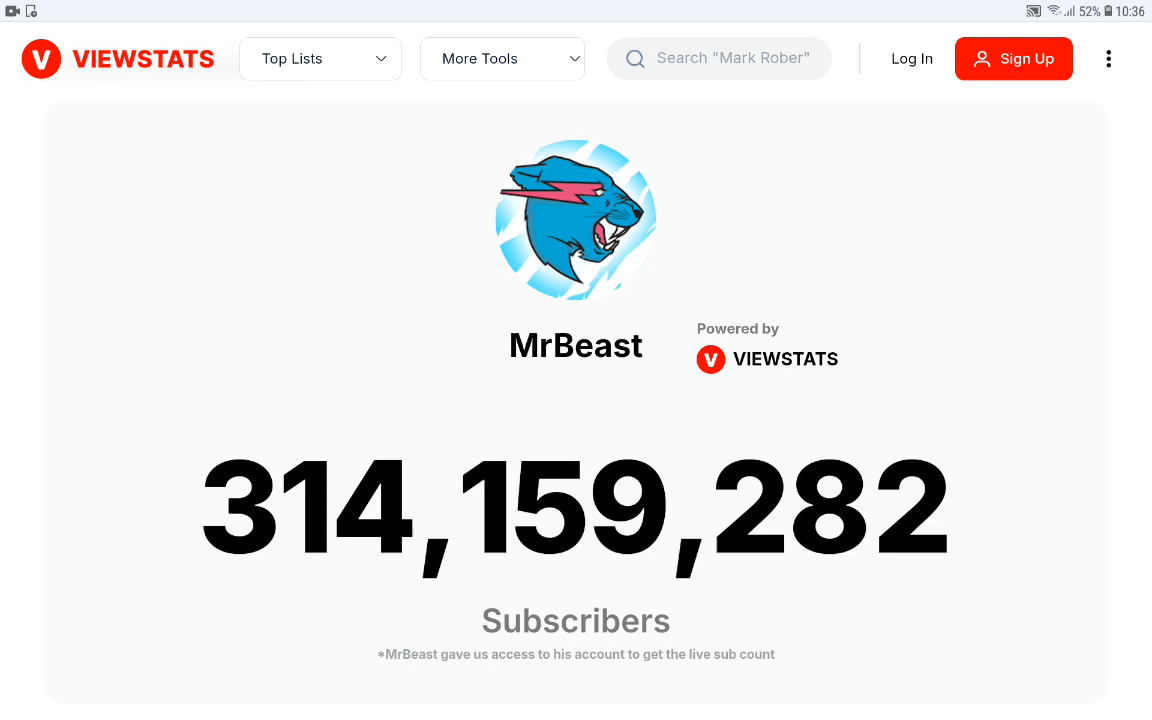 52% 10:36
V VIEWSTATS Top Lists More Tools Search "Mark Rober" Log In Sign Up
MrBeast
Powered by
V VIEWSTATS
314,159,282
Subscribers
*MrBeast gave us access to his account to get the live sub count